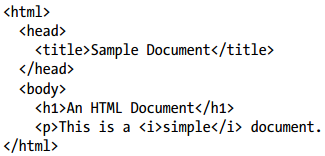 <html>
  <head>
    <title>Sample Document</title>
  </head>
  <body>
    <h1>An HTML Document</h1>
    <p>This is a <i>simple</i> document.
</html>